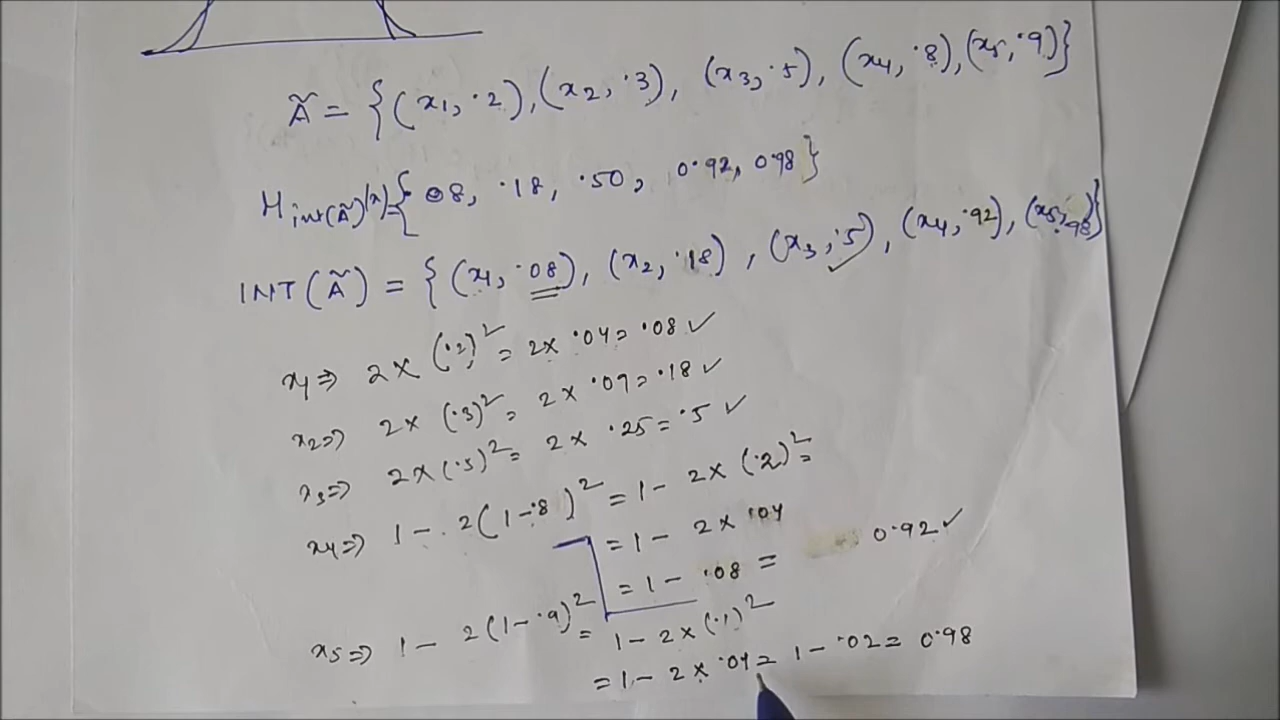 Ã = {(x1, ·2), (x2, ·3), (x3, ·5), (x4, ·8), (x5, ·9)}
μ int(Ã)(x) = {·08, ·18, ·50, 0·92, 0·98}
INT(Ã) = {(x1, ·08), (x2, ·18), (x3, ·5), (x4, ·92), (x5, ·98)}
x1 ⇒ 2 × (·2)² = 2 × ·04 = ·08 ✓
x2 ⇒ 2 × (·3)² = 2 × ·09 = ·18 ✓
x3 ⇒ 2 × (·5)² = 2 × ·25 = ·5 ✓
x4 ⇒ 1 - 2(1 - ·8)² = 1 - 2 × (·2)² =
= 1 - 2 × ·04
= 1 - ·08 = 0·92 ✓
x5 ⇒ 1 - 2(1 - ·9)² = 1 - 2 × (·1)²
= 1 - 2 × ·01 = 1 - ·02 = 0·98